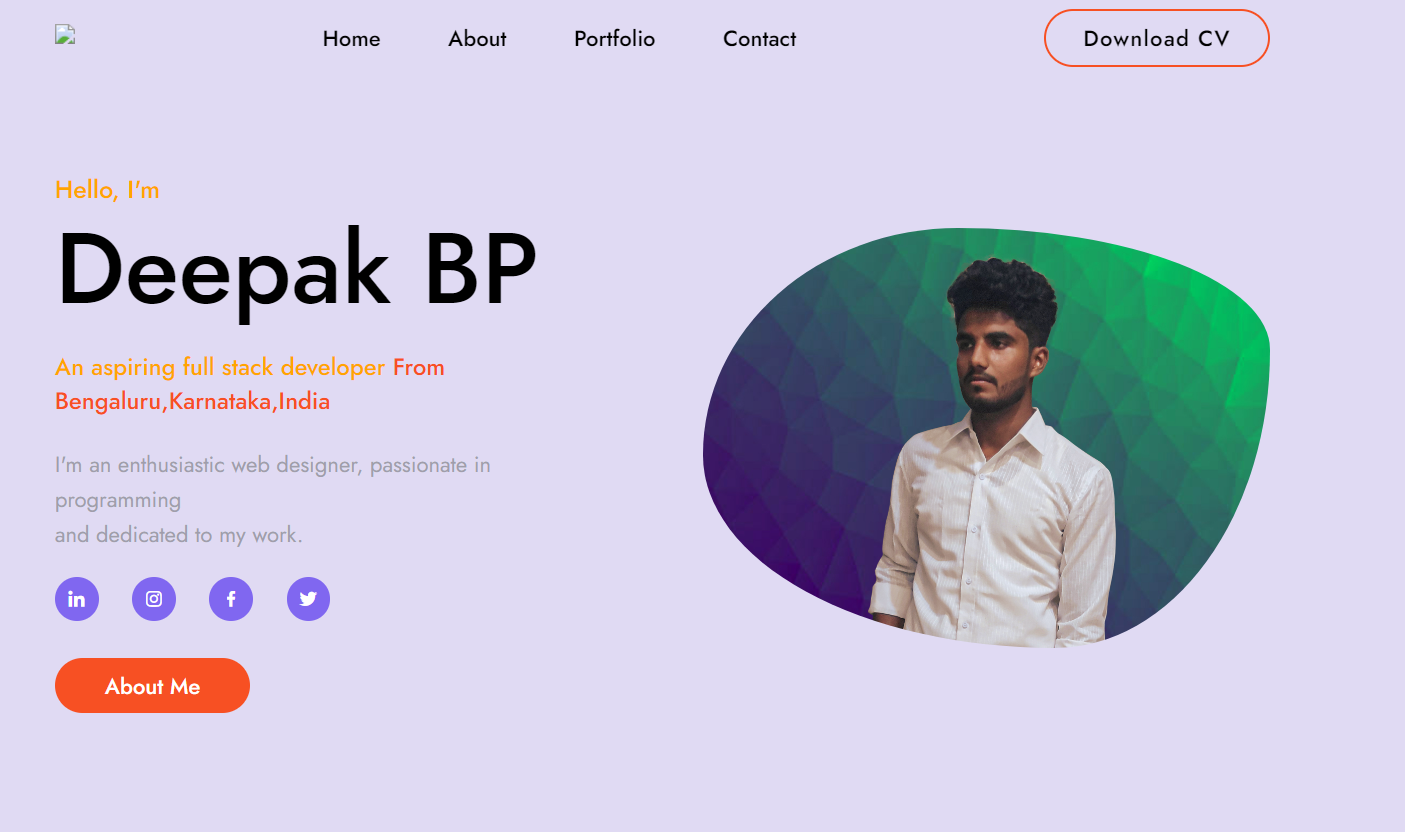 Home About Portfolio Contact Download CV
Hello, I'm
Deepak BP
An aspiring full stack developer From
Bengaluru,Karnataka,India
I'm an enthusiastic web designer, passionate in
programming
and dedicated to my work.
About Me